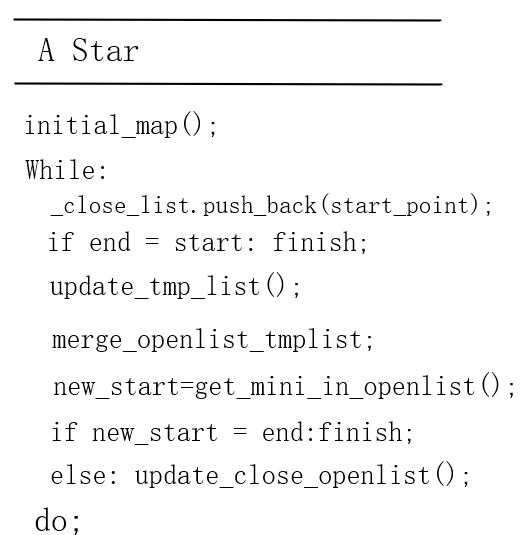 A Star
initial_map();
While:
_close_list.push_back(start_point);
if end = start: finish;
update_tmp_list();
merge_openlist_tmplist;
new_start=get_mini_in_openlist();
if new_start = end:finish;
else: update_close_openlist();
do;